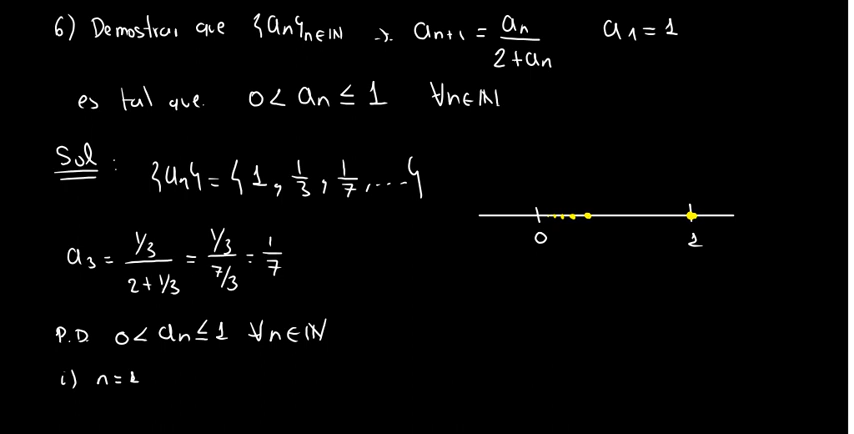 6) Demostrar que {an}n∈ℕ → an+1 = an/(2+an) a1 = 1
es tal que. 0 < an ≤ 1 ∀n∈ℕ
Sol :
{an} = {1, 1/3, 1/7, ...}
0 1
a3 = (1/3)/(2+1/3) = (1/3)/(7/3) = 1/7
P.D. 0 < an ≤ 1 ∀n∈ℕ
i) n=1